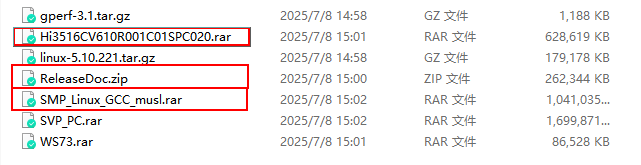 gperf-3.1.tar.gz 2025/7/8 14:58 GZ 文件 1,188 KB
Hi3516CV610R001C01SPC020.rar 2025/7/8 15:01 RAR 文件 628,619 KB
linux-5.10.221.tar.gz 2025/7/8 14:58 GZ 文件 179,178 KB
ReleaseDoc.zip 2025/7/8 15:00 ZIP 文件 262,344 KB
SMP_Linux_GCC_musl.rar 2025/7/8 15:02 RAR 文件 1,041,035...
SVP_PC.rar 2025/7/8 15:02 RAR 文件 1,699,871...
WS73.rar 2025/7/8 15:01 RAR 文件 86,528 KB